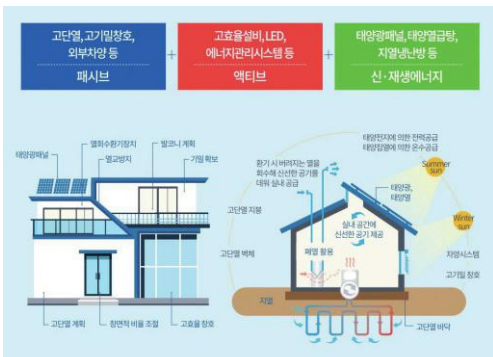 고단열, 고기밀창호,
외부차양 등
패시브
+
고효율설비, LED,
에너지관리시스템 등
액티브
+
태양광패널, 태양열급탕,
지열냉난방 등
신·재생에너지
태양광패널
열회수환기장치
열교방지
발코니 계획
기밀 확보
고단열 계획
창면적 비율 조절
고효율 창호
태양전지에 의한 전력공급
태양집열에 의한 온수공급
환기 시 버려지는 열을
회수해 신선한 공기를
데워 실내 공급
Summer
sun
태양광,
태양열
고단열 지붕
실내 공간에
신선한 공기 제공
Winter
sun
고단열 벽체
폐열 활용
차양시스템
고기밀 창호
지열
고단열 바닥